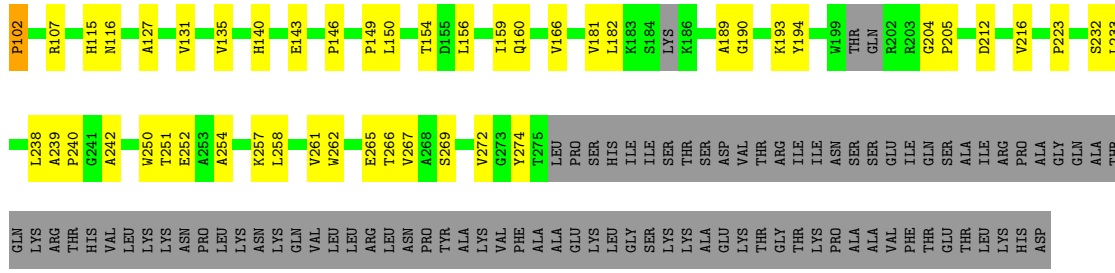 P102 R107 H115 N116 A127 V131 V135 H140 E143 P146 P149 L150 T154 D155 L156 I159 Q160 V166 V181 L182 K183 S184 LYS K186 A189 G190 K193 Y194 W199 THR GLN R202 R203 G204 P205 D212 V216 P223 S232 L233
L238 A239 P240 G241 A242 W250 T251 E252 A253 A254 K257 L258 V261 W262 E265 T266 V267 A268 S269 V272 G273 Y274 T275 LEU PRO SER HIS ILE ILE SER THR SER ASP VAL THR ARG ILE ILE ASN SER SER GLU ILE GLN SER ALA ILE ARG PRO ALA GLY GLN ALA THR
GLN LYS ARG THR HIS VAL LEU LYS LYS ASN PRO LEU LYS ASN LYS GLN VAL LEU LEU ARG LEU ASN PRO TYR ALA LYS VAL PHE ALA ALA GLU LYS LEU GLY SER LYS LYS ALA GLU LYS THR GLY THR LYS PRO ALA ALA VAL PHE THR GLU THR LEU LYS HIS ASP